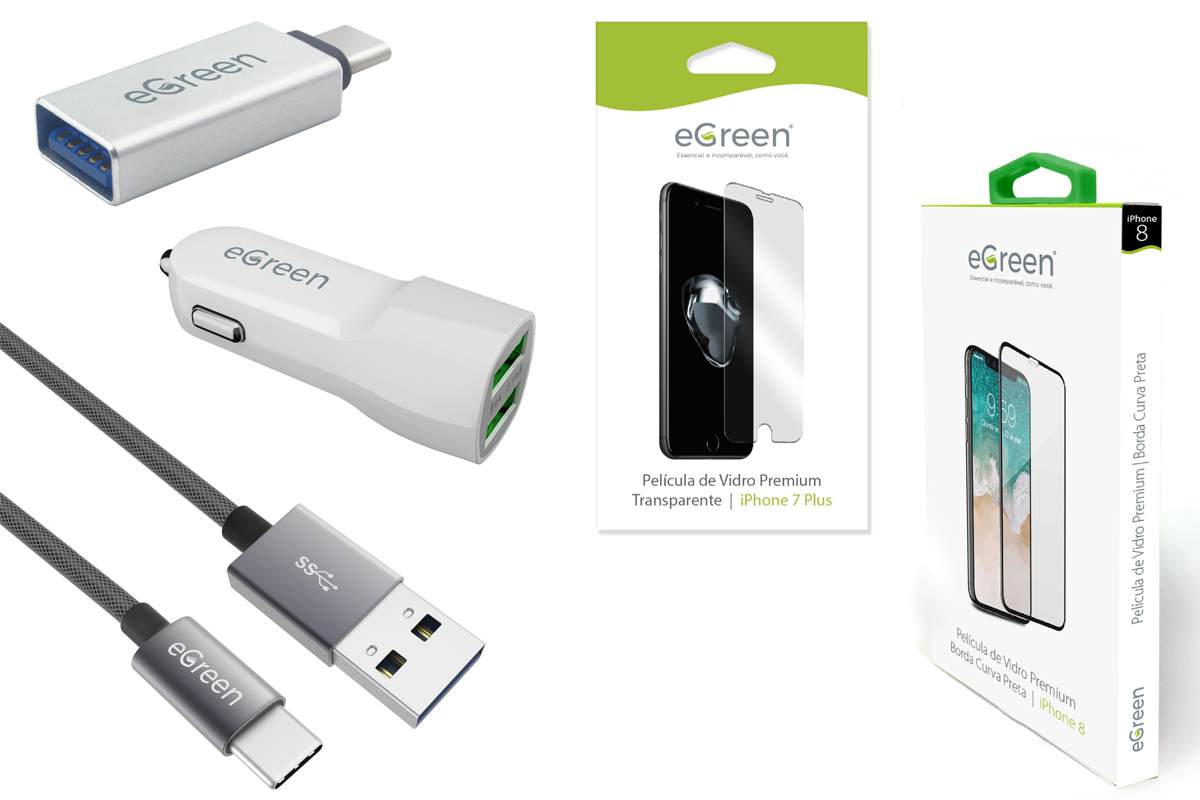 eGreen
eGreen
SS
eGreen
eGreen®
Essencial e incomparável, como você.
Película de Vidro Premium
Transparente | iPhone 7 Plus
iPhone
8
eGreen®
Essencial e incomparável, como você.
9:59
Película de Vidro Premium
Borda Curva Preta | iPhone 8
Película de Vidro Premium | Borda Curva Preta
eGreen